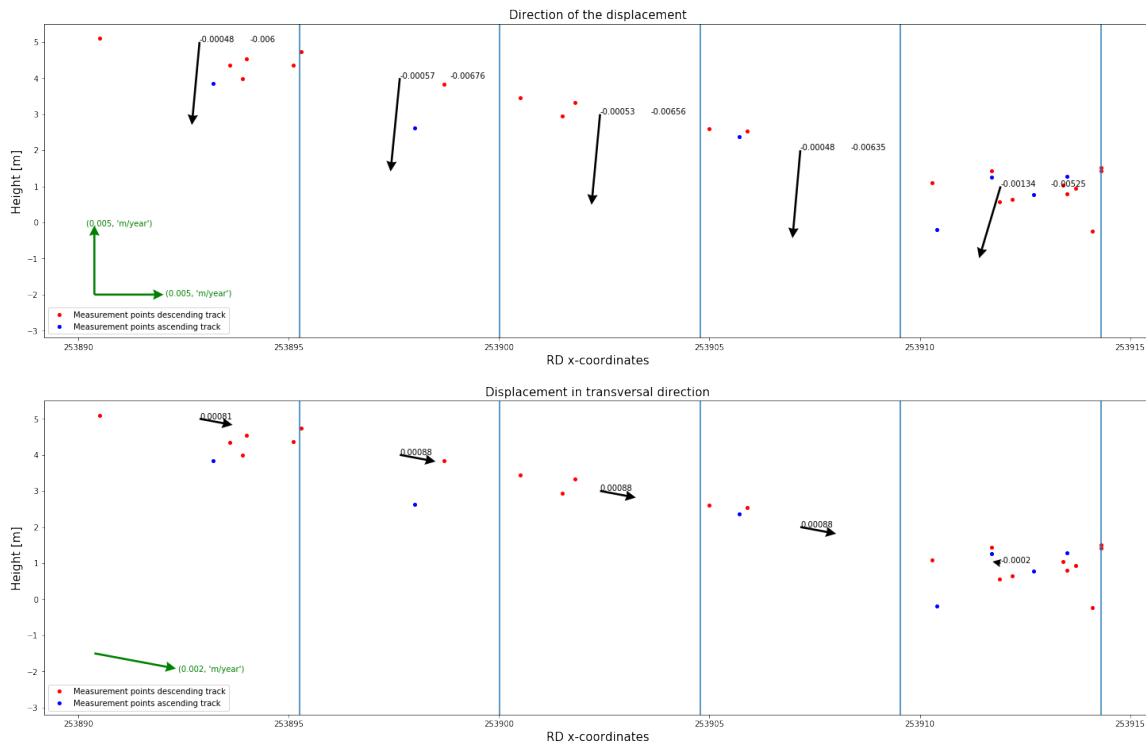 Direction of the displacement
Height [m]
5
4
3
2
1
0
−1
−2
−3
-0.00048 -0.006
-0.00057 -0.00676
-0.00053 -0.00656
-0.00048 -0.00635
-0.00134 -0.00525
(0.005, 'm/year')
(0.005, 'm/year')
Measurement points descending track
Measurement points ascending track
253890 253895 253900 253905 253910 253915
RD x-coordinates
Displacement in transversal direction
Height [m]
5
4
3
2
1
0
−1
−2
−3
0.00081
0.00088
0.00088
0.00088
-0.0002
(0.002, 'm/year')
Measurement points descending track
Measurement points ascending track
253890 253895 253900 253905 253910 253915
RD x-coordinates